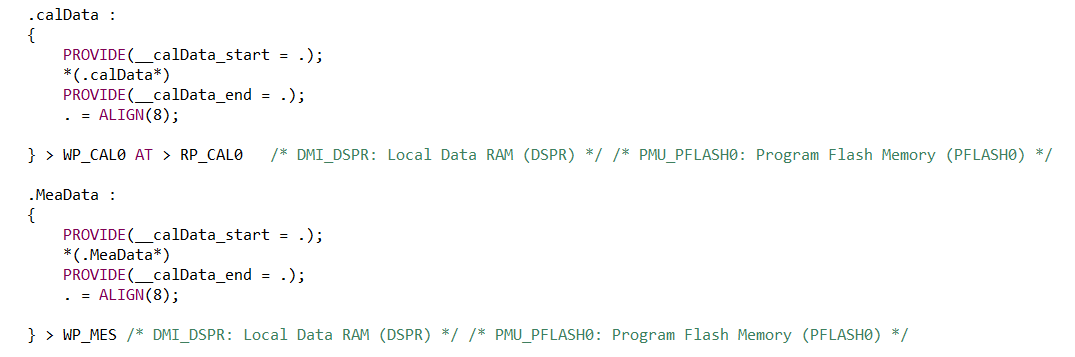 .calData :
{
    PROVIDE(__calData_start = .);
    *(.calData*)
    PROVIDE(__calData_end = .);
    . = ALIGN(8);
} > WP_CAL0 AT > RP_CAL0   /* DMI_DSPR: Local Data RAM (DSPR) */ /* PMU_PFLASH0: Program Flash Memory (PFLASH0) */
.MeaData :
{
    PROVIDE(__calData_start = .);
    *(.MeaData*)
    PROVIDE(__calData_end = .);
    . = ALIGN(8);
} > WP_MES /* DMI_DSPR: Local Data RAM (DSPR) */ /* PMU_PFLASH0: Program Flash Memory (PFLASH0) */